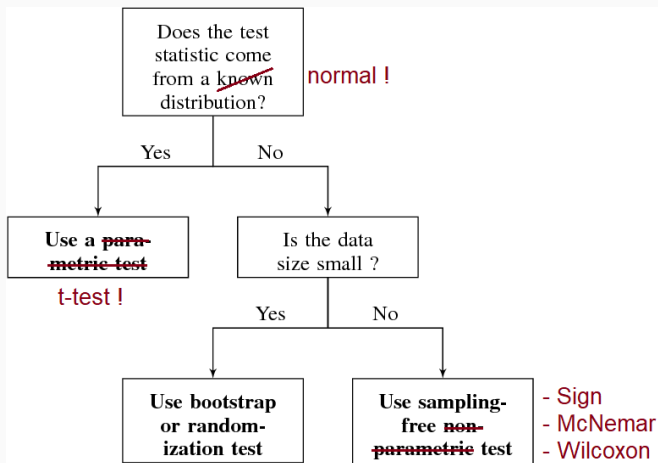 Does the test
statistic come
from a known normal !
distribution?
Yes No
Use a para-
metric test
t-test !
Is the data
size small ?
Yes No
Use bootstrap
or random-
ization test
Use sampling-
free non-
parametric test
- Sign
- McNemar
- Wilcoxon